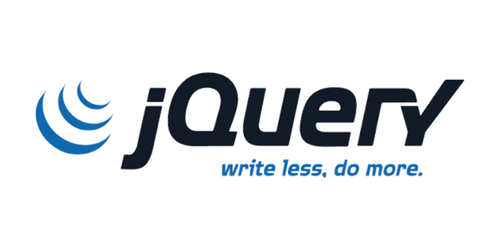 jQuery
write less, do more.